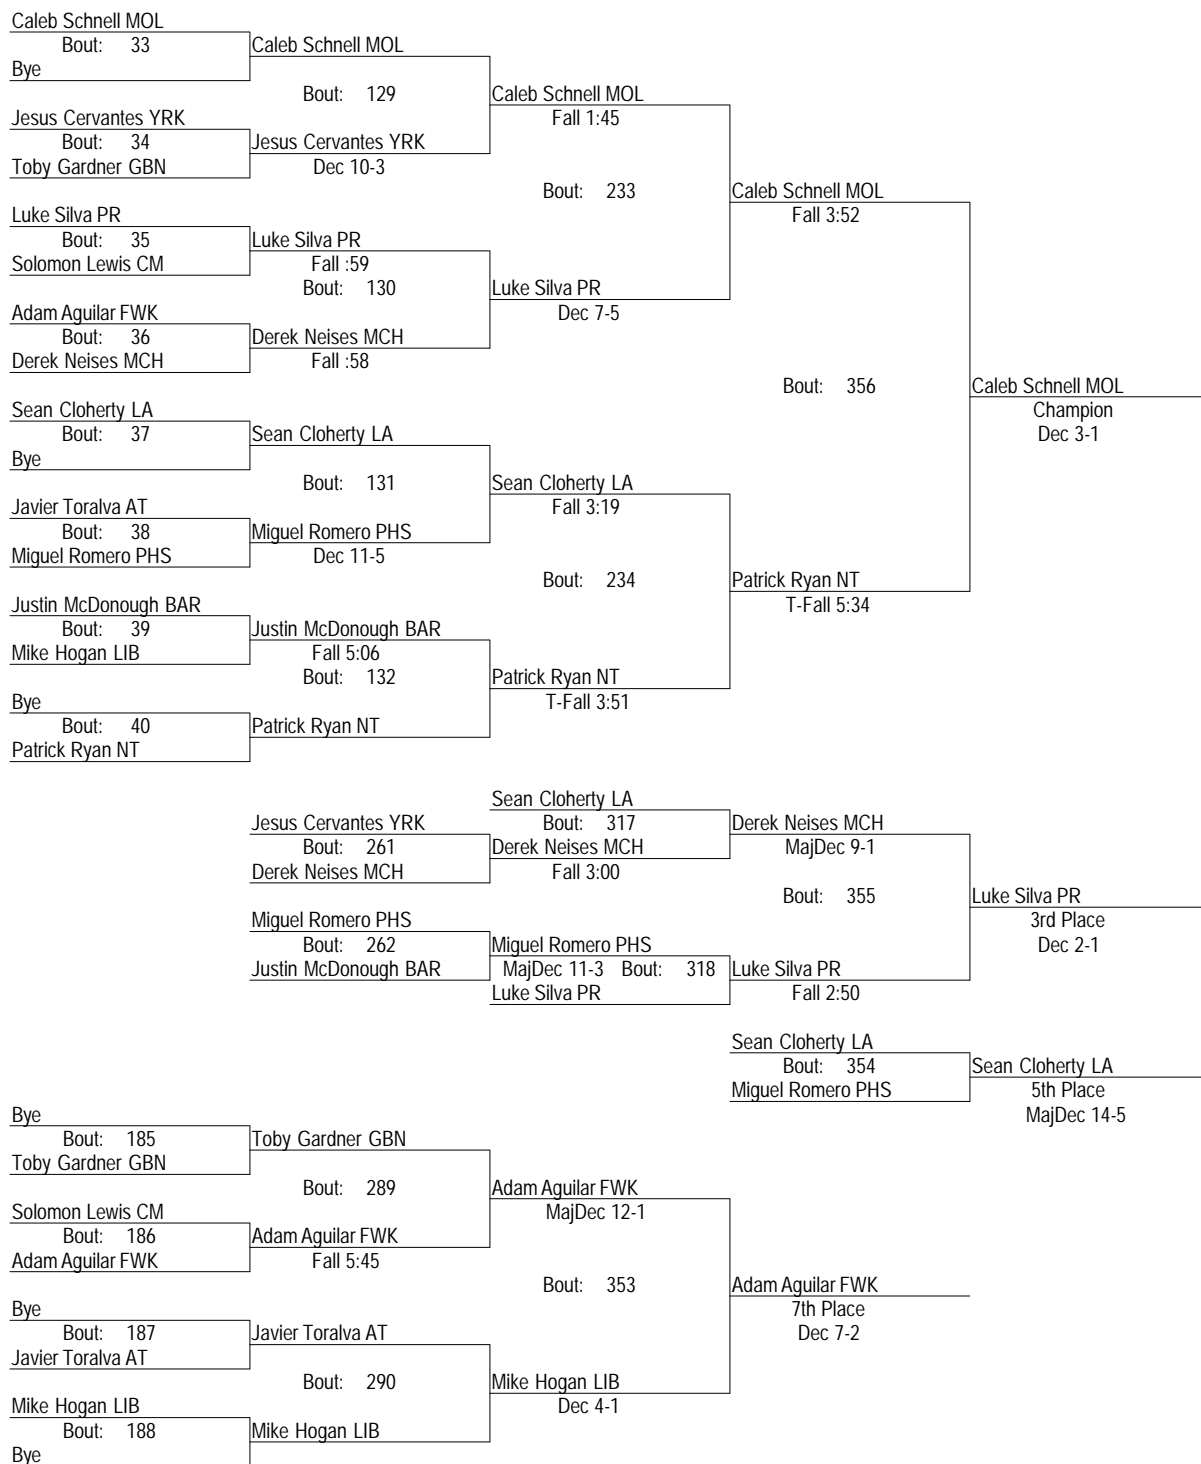 Caleb Schnell MOL
Bout: 33
Caleb Schnell MOL
Bye
Bout: 129
Caleb Schnell MOL
Fall 1:45
Jesus Cervantes YRK
Bout: 34
Jesus Cervantes YRK
Toby Gardner GBN
Dec 10-3
Bout: 233
Caleb Schnell MOL
Fall 3:52
Luke Silva PR
Bout: 35
Luke Silva PR
Solomon Lewis CM
Fall :59
Bout: 130
Luke Silva PR
Dec 7-5
Adam Aguilar FWK
Bout: 36
Derek Neises MCH
Derek Neises MCH
Fall :58
Bout: 356
Caleb Schnell MOL
Champion
Dec 3-1
Sean Cloherty LA
Bout: 37
Sean Cloherty LA
Bye
Bout: 131
Sean Cloherty LA
Fall 3:19
Javier Toralva AT
Bout: 38
Miguel Romero PHS
Miguel Romero PHS
Dec 11-5
Bout: 234
Patrick Ryan NT
T-Fall 5:34
Justin McDonough BAR
Bout: 39
Justin McDonough BAR
Mike Hogan LIB
Fall 5:06
Bout: 132
Patrick Ryan NT
T-Fall 3:51
Bye
Bout: 40
Patrick Ryan NT
Patrick Ryan NT
Sean Cloherty LA
Jesus Cervantes YRK
Bout: 317
Derek Neises MCH
Bout: 261
Derek Neises MCH
MajDec 9-1
Derek Neises MCH
Fall 3:00
Bout: 355
Luke Silva PR
3rd Place
Dec 2-1
Miguel Romero PHS
Bout: 262
Miguel Romero PHS
Justin McDonough BAR
MajDec 11-3 Bout: 318
Luke Silva PR
Luke Silva PR
Fall 2:50
Sean Cloherty LA
Bout: 354
Sean Cloherty LA
Miguel Romero PHS
5th Place
MajDec 14-5
Bye
Bout: 185
Toby Gardner GBN
Toby Gardner GBN
Bout: 289
Adam Aguilar FWK
MajDec 12-1
Solomon Lewis CM
Bout: 186
Adam Aguilar FWK
Adam Aguilar FWK
Fall 5:45
Bout: 353
Adam Aguilar FWK
7th Place
Dec 7-2
Bye
Bout: 187
Javier Toralva AT
Javier Toralva AT
Bout: 290
Mike Hogan LIB
Dec 4-1
Mike Hogan LIB
Bout: 188
Mike Hogan LIB
Bye